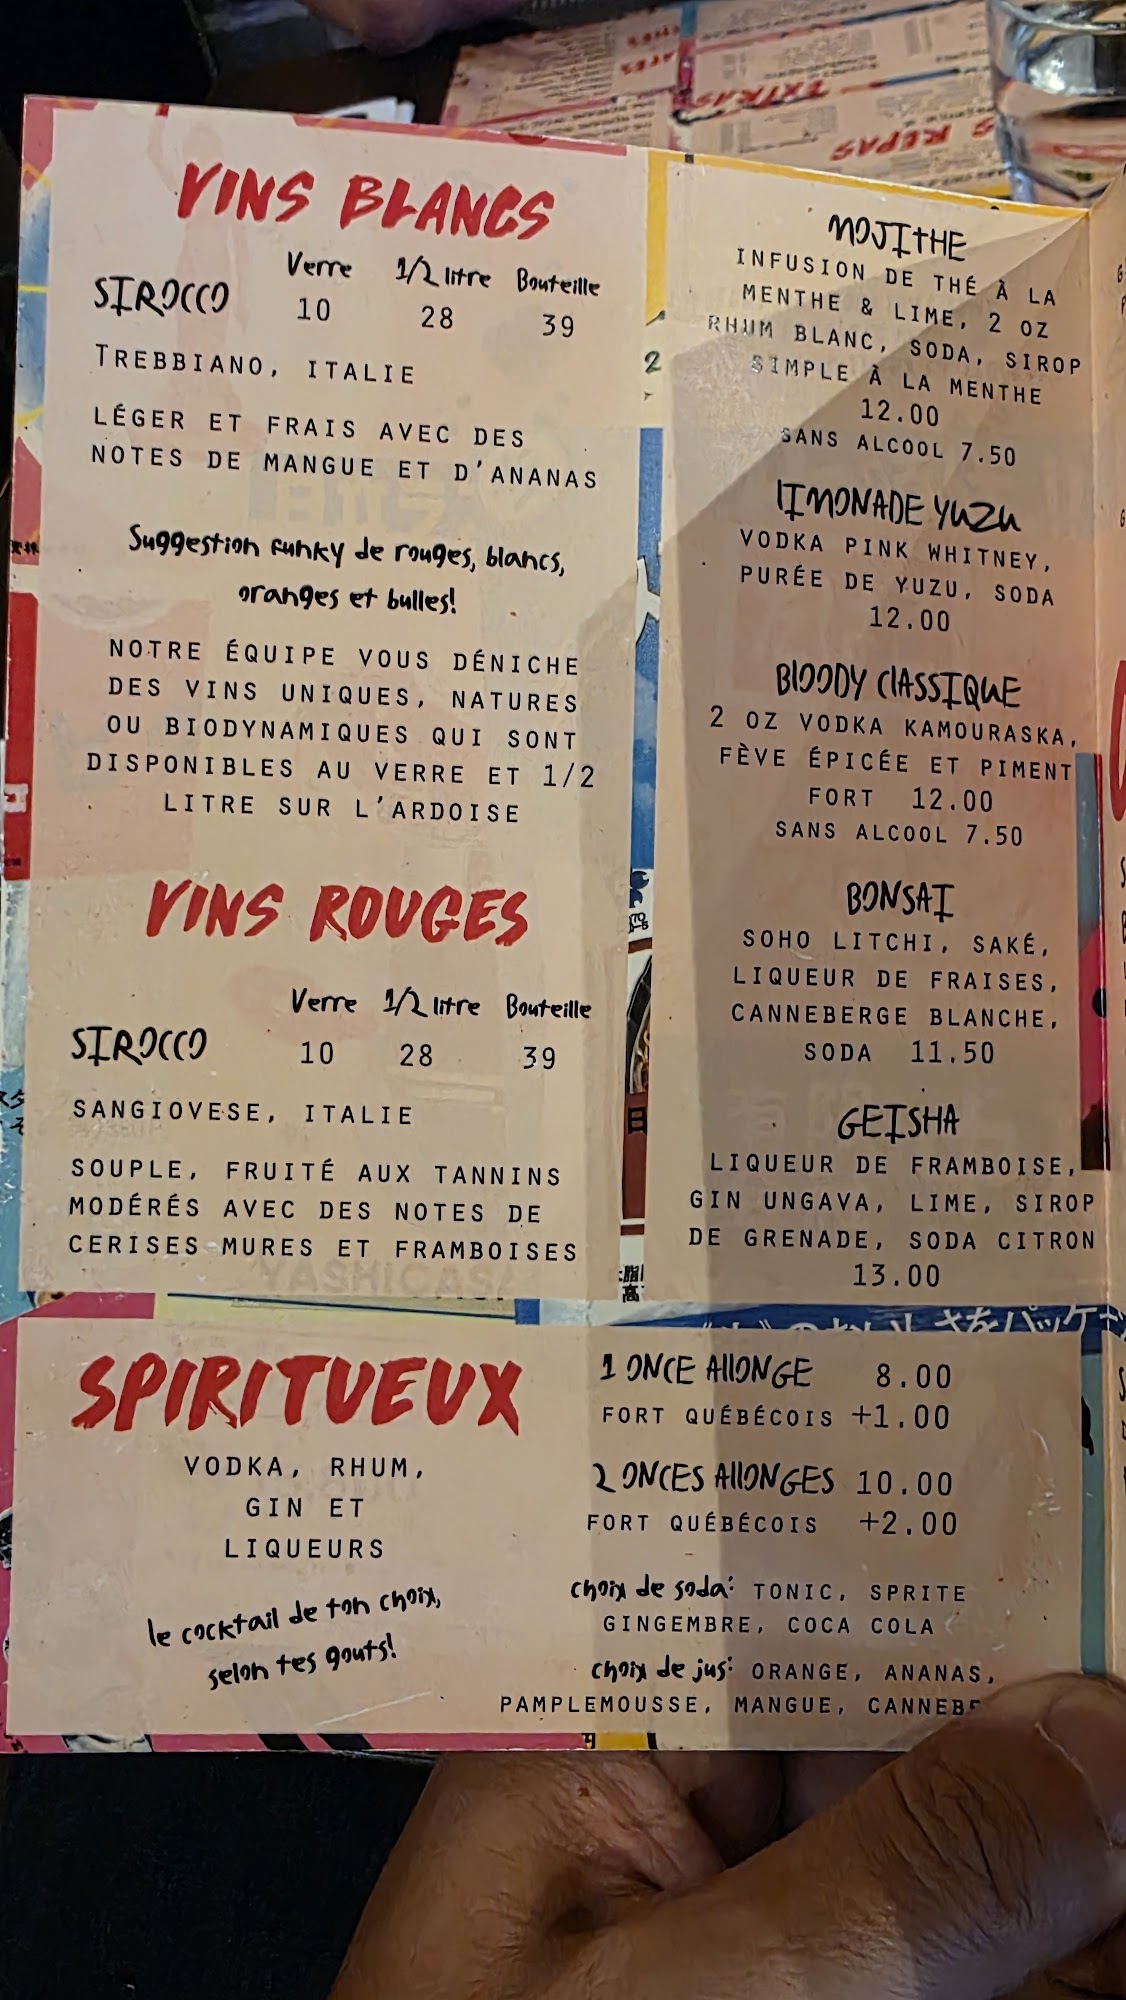 VINS BLANCS
Verre 1/2 litre Bouteille
SIROCCO 10 28 39
TREBBIANO, ITALIE
LÉGER ET FRAIS AVEC DES
NOTES DE MANGUE ET D'ANANAS
Suggestion funky de rouges, blancs,
oranges et bulles!
NOTRE ÉQUIPE VOUS DÉNICHE
DES VINS UNIQUES, NATURES
OU BIODYNAMIQUES QUI SONT
DISPONIBLES AU VERRE ET 1/2
LITRE SUR L'ARDOISE
VINS ROUGES
Verre 1/2 litre Bouteille
SIROCCO 10 28 39
SANGIOVESE, ITALIE
SOUPLE, FRUITÉ AUX TANNINS
MODÉRÉS AVEC DES NOTES DE
CERISES MURES ET FRAMBOISES
MOJITHE
INFUSION DE THÉ À LA
MENTHE & LIME, 2 OZ
RHUM BLANC, SODA, SIROP
SIMPLE À LA MENTHE
12.00
SANS ALCOOL 7.50
LIMONADE YUZU
VODKA PINK WHITNEY,
PURÉE DE YUZU, SODA
12.00
BLOODY CLASSIQUE
2 OZ VODKA KAMOURASKA,
FÈVE ÉPICÉE ET PIMENT
FORT 12.00
SANS ALCOOL 7.50
BONSAI
SOHO LITCHI, SAKÉ,
LIQUEUR DE FRAISES,
CANNEBERGE BLANCHE,
SODA 11.50
GEISHA
LIQUEUR DE FRAMBOISE,
GIN UNGAVA, LIME, SIROP
DE GRENADE, SODA CITRON
13.00
SPIRITUEUX
VODKA, RHUM,
GIN ET
LIQUEURS
le cocktail de ton choix,
selon tes gouts!
1 ONCE AllONGE 8.00
FORT QUÉBÉCOIS +1.00
2 ONCES AllONGES 10.00
FORT QUÉBÉCOIS +2.00
choix de soda: TONIC, SPRITE
GINGEMBRE, COCA COLA
choix de jus: ORANGE, ANANAS,
PAMPLEMOUSSE, MANGUE,
EXTRAS
REPAS